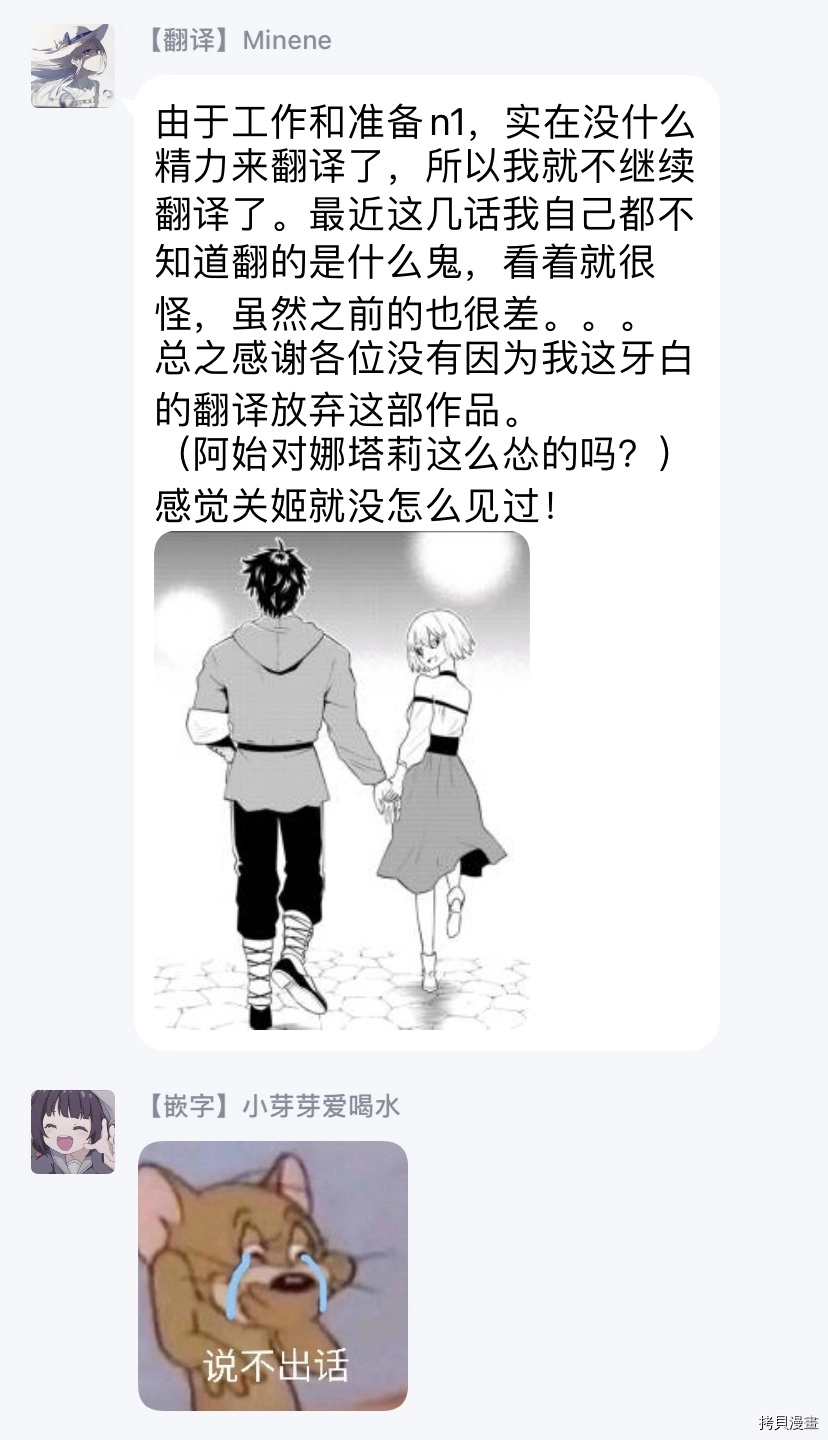 【翻译】Minene
由于工作和准备n1，实在没什么
精力来翻译了，所以我就不继续
翻译了。最近这几话我自己都不
知道翻的是什么鬼，看着就很
怪，虽然之前的也很差。。。
总之感谢各位没有因为我这牙白
的翻译放弃这部作品。
（阿始对娜塔莉这么怂的吗？）
感觉关姬就没怎么见过！
【嵌字】小芽芽爱喝水
说不出话
拷貝漫畫